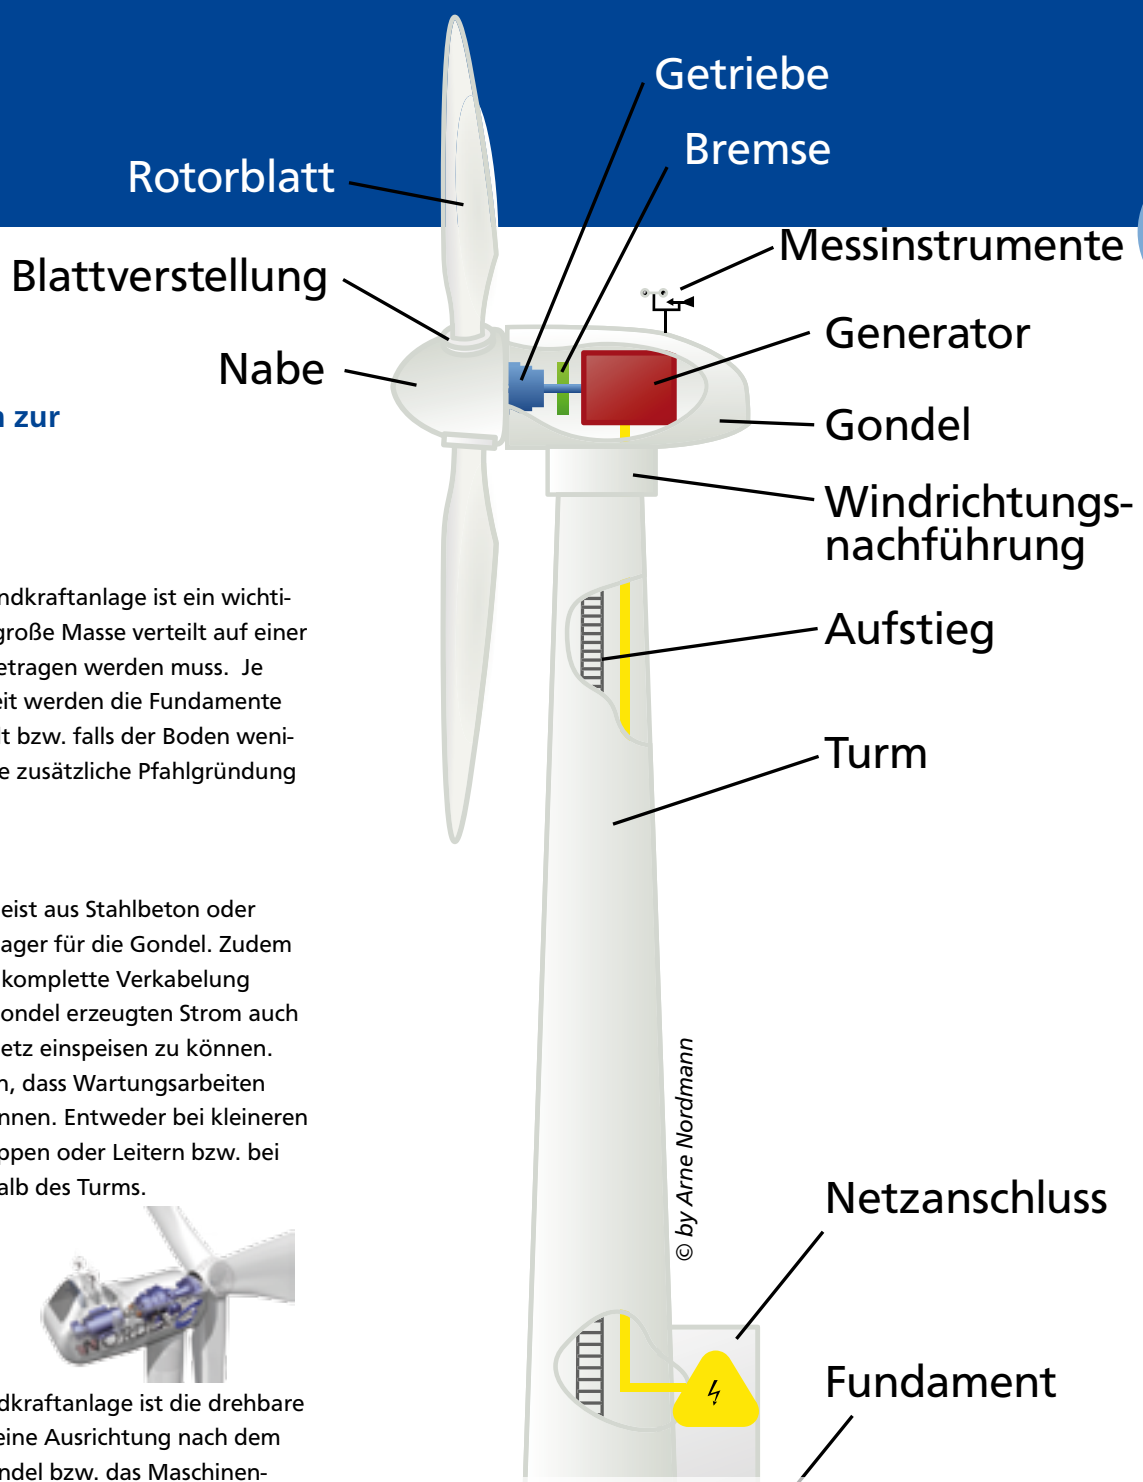 Getriebe
Bremse
Rotorblatt
Messinstrumente
Blattverstellung
Generator
Nabe
Gondel
zur
Windrichtungs-
nachführung
ndkraftanlage ist ein wichti-
große Masse verteilt auf einer
etragen werden muss. Je
eit werden die Fundamente
lt bzw. falls der Boden weni-
e zusätzliche Pfahlgründung
Aufstieg
Turm
eist aus Stahlbeton oder
ager für die Gondel. Zudem
komplette Verkabelung
ondel erzeugten Strom auch
etz einspeisen zu können.
n, dass Wartungsarbeiten
nnen. Entweder bei kleineren
ppen oder Leitern bzw. bei
alb des Turms.
© by Arne Nordmann
Netzanschluss
NORDEX
Fundament
dkraftanlage ist die drehbare
eine Ausrichtung nach dem
ndel bzw. das Maschinen-